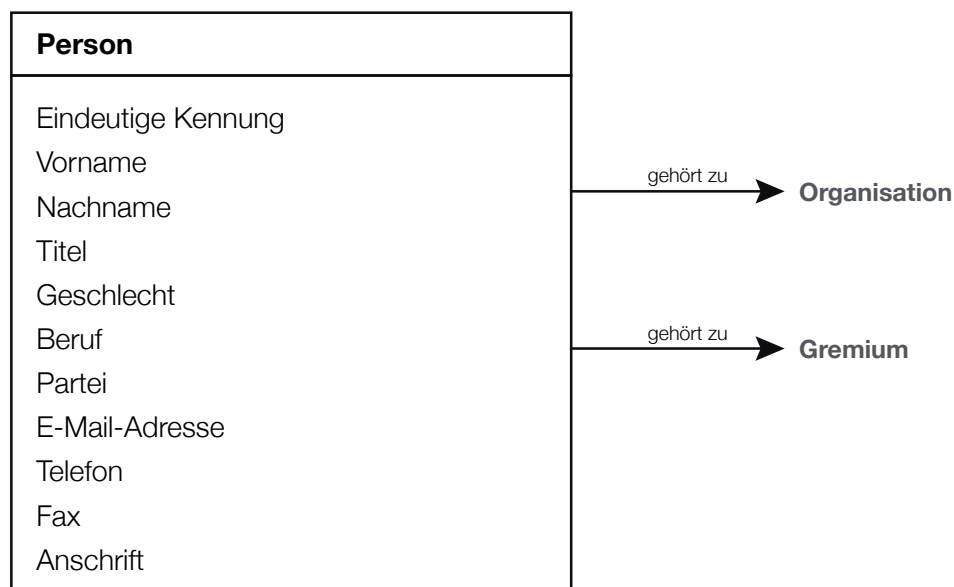 Person
Eindeutige Kennung
Vorname
Nachname
Titel
Geschlecht
Beruf
Partei
E-Mail-Adresse
Telefon
Fax
Anschrift
gehört zu
Organisation
gehört zu
Gremium